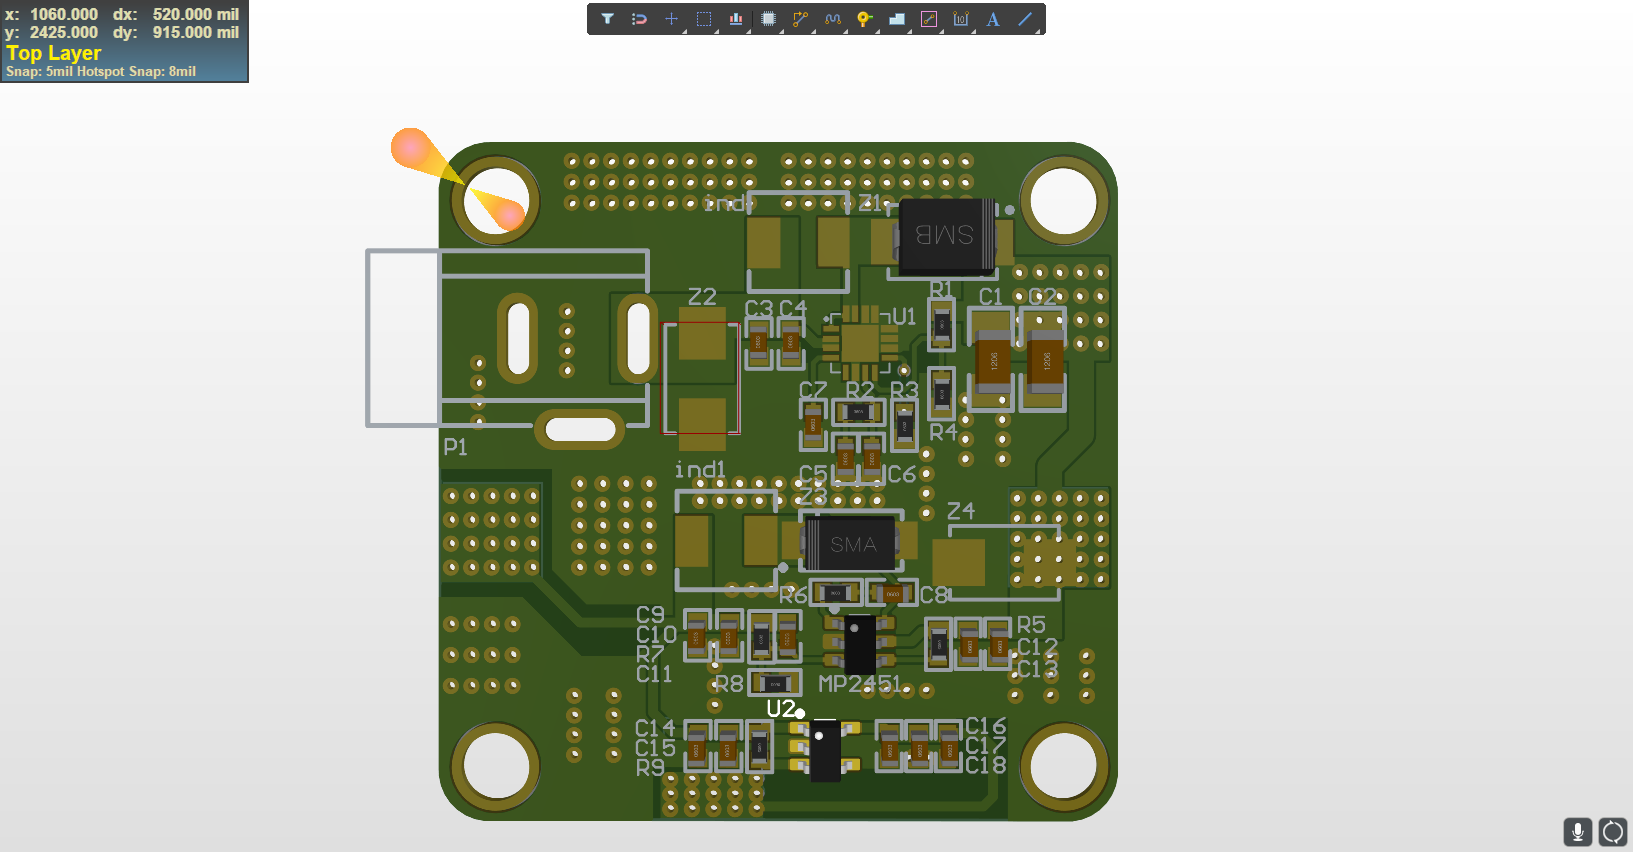 x: 1060.000 dx: 520.000 mil
y: 2425.000 dy: 915.000 mil
Top Layer
Snap: 5mil Hotspot Snap: 8mil
A
ind
Z1
SMB
Z2
C3 C4
U1
R1
C1
C2
1206
1206
C7 R2 R3
R4
P1
ind1
C5
C6
Z3
Z4
SMA
R6
C8
C9
C10
R7
C11
R5
C12
C13
R8
MP2451
U2
C14
C15
R9
C16
C17
C18